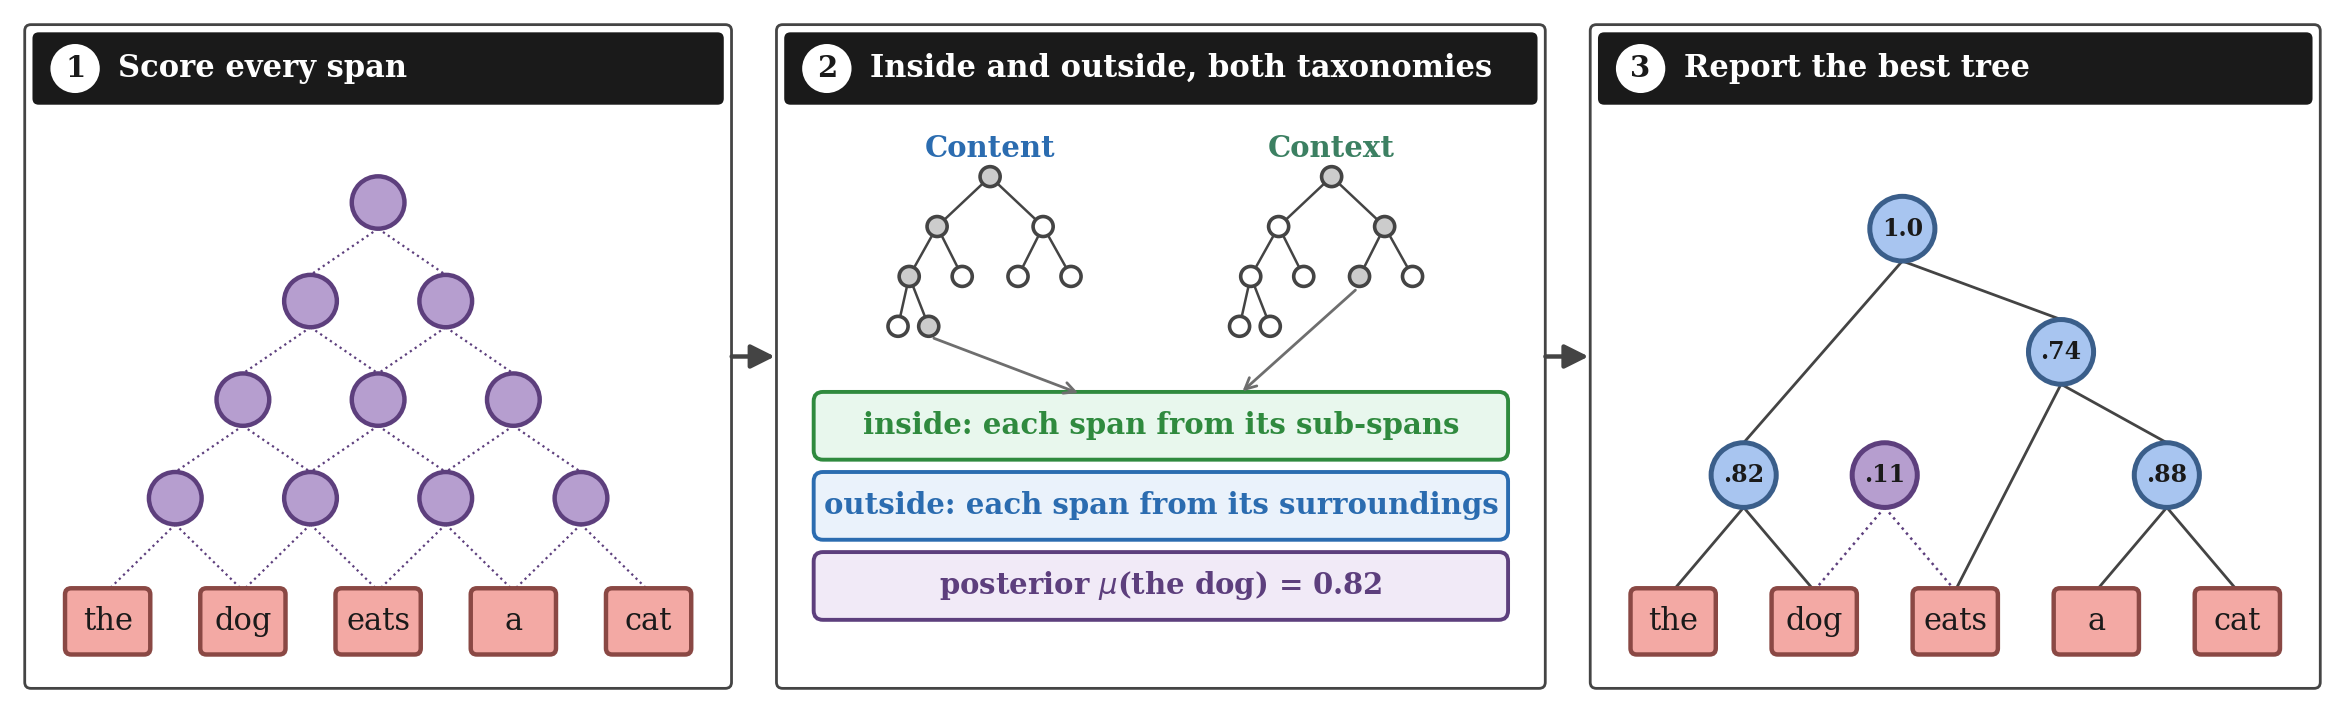 1 Score every span
the dog eats a cat
2 Inside and outside, both taxonomies
Content Context
inside: each span from its sub-spans
outside: each span from its surroundings
posterior μ(the dog) = 0.82
3 Report the best tree
1.0
.74
.82 .11 .88
the dog eats a cat